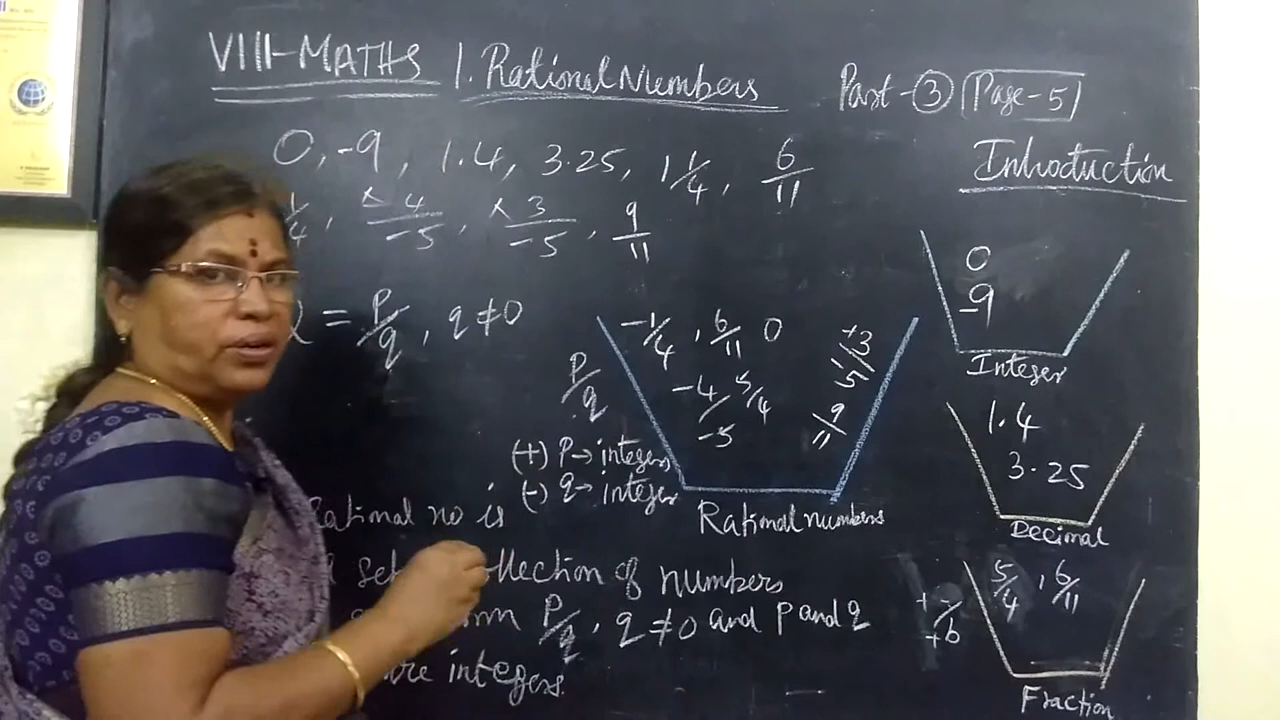 VIII-MATHS 1. Rational Numbers Part-③ Page-5
Introduction
0, -9, 1.4, 3.25, 1 1/4, 6/11
1/4, ×4/-5, ×3/-5, 9/11
= P/q, q≠0
P/q
(+) P→ integers
(-) q→ integer
-1/4, 6/11 0
-4/-5 5/4
9/11
Rational numbers
Rational no is
collection of numbers
P/q, q≠0 and p and q
are integers.
0
-9
Integer
1.4
3.25
Decimal
5/4, 6/11
Fraction